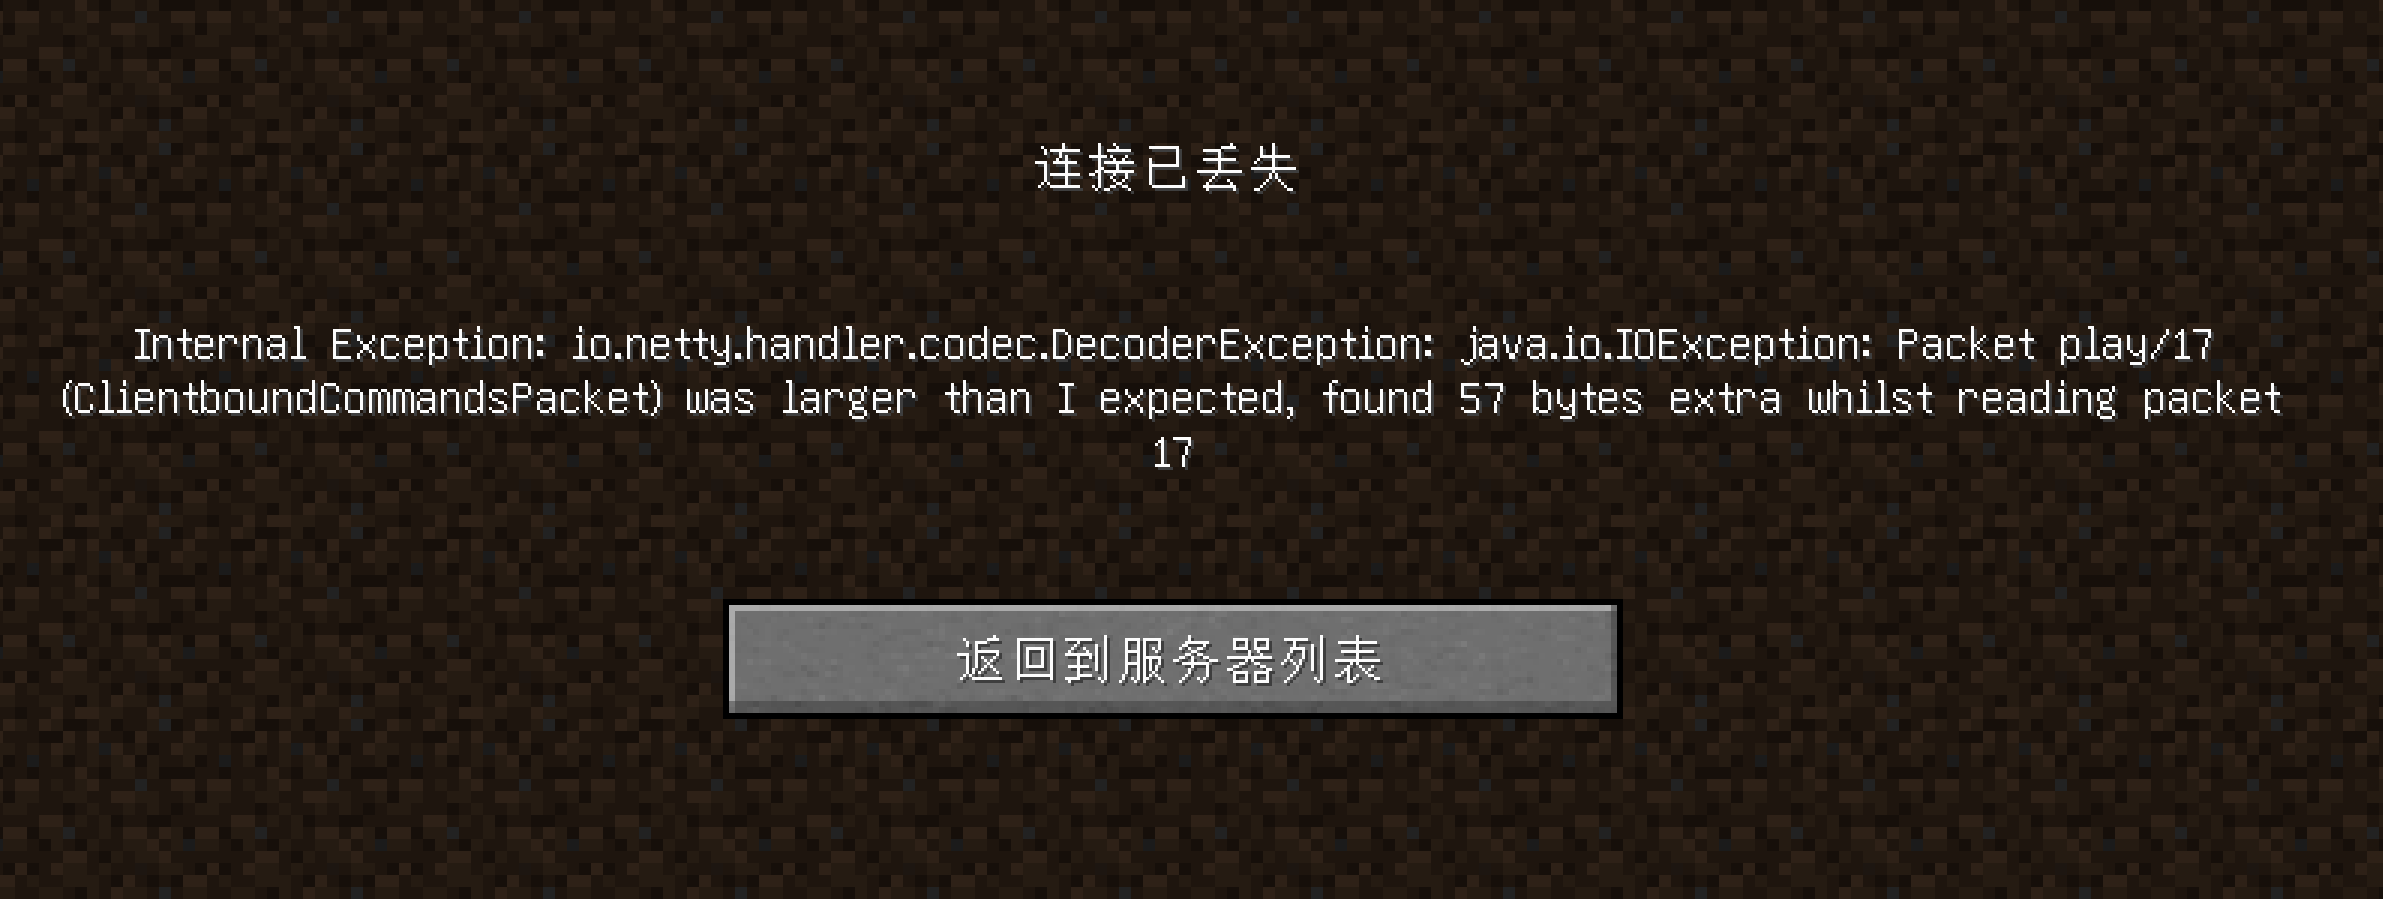 连接已丢失
Internal Exception: io.netty.handler.codec.DecoderException: java.io.IOException: Packet play/17
(ClientboundCommandsPacket) was larger than I expected, found 57 bytes extra whilst reading packet
17
返回到服务器列表